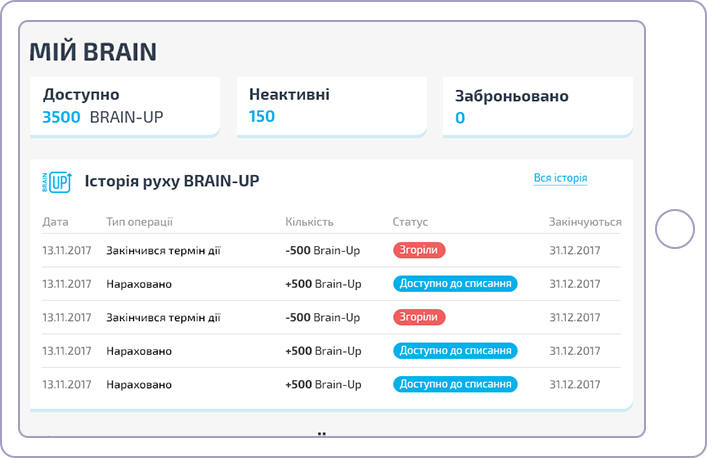 МІЙ BRAIN
Доступно
3500 BRAIN-UP
Неактивні
150
Заброньовано
0
BRAIN UP
Історія руху BRAIN-UP
Вся історія
Дата Тип операції Кількість Статус Закінчуються
13.11.2017 Закінчився термін дії -500 Brain-Up Згоріли 31.12.2017
13.11.2017 Нараховано +500 Brain-Up Доступно до списання 31.12.2017
13.11.2017 Закінчився термін дії -500 Brain-Up Згоріли 31.12.2017
13.11.2017 Нараховано +500 Brain-Up Доступно до списання 31.12.2017
13.11.2017 Нараховано +500 Brain-Up Доступно до списання 31.12.2017